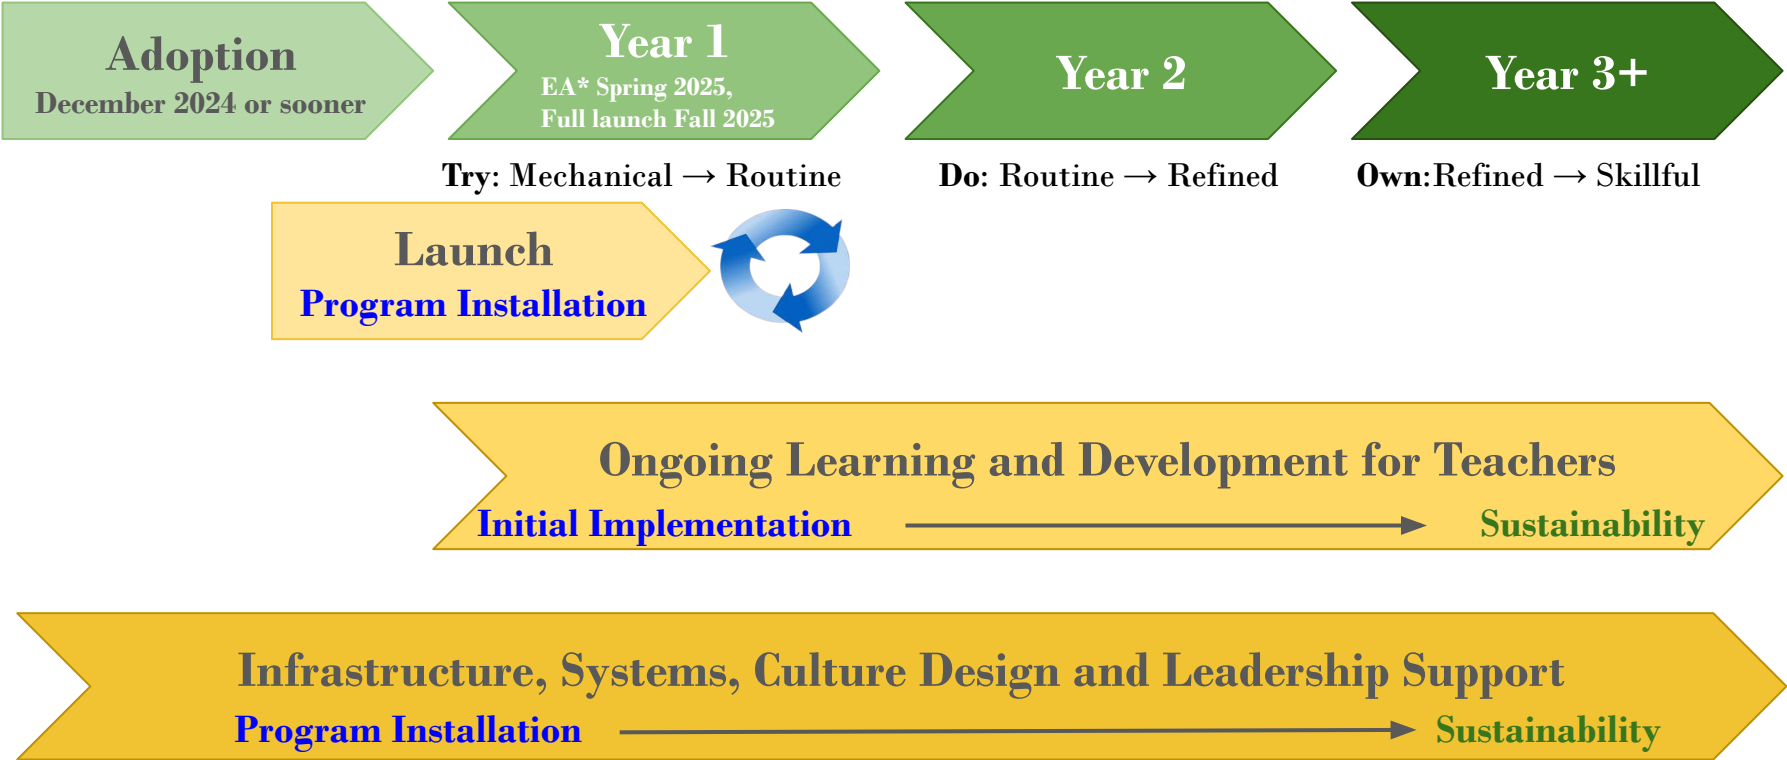 Adoption
December 2024 or sooner
Year 1
EA* Spring 2025,
Full launch Fall 2025
Year 2
Year 3+
Try: Mechanical → Routine
Do: Routine → Refined
Own:Refined → Skillful
Launch
Program Installation
Ongoing Learning and Development for Teachers
Initial Implementation
Sustainability
Infrastructure, Systems, Culture Design and Leadership Support
Program Installation
Sustainability